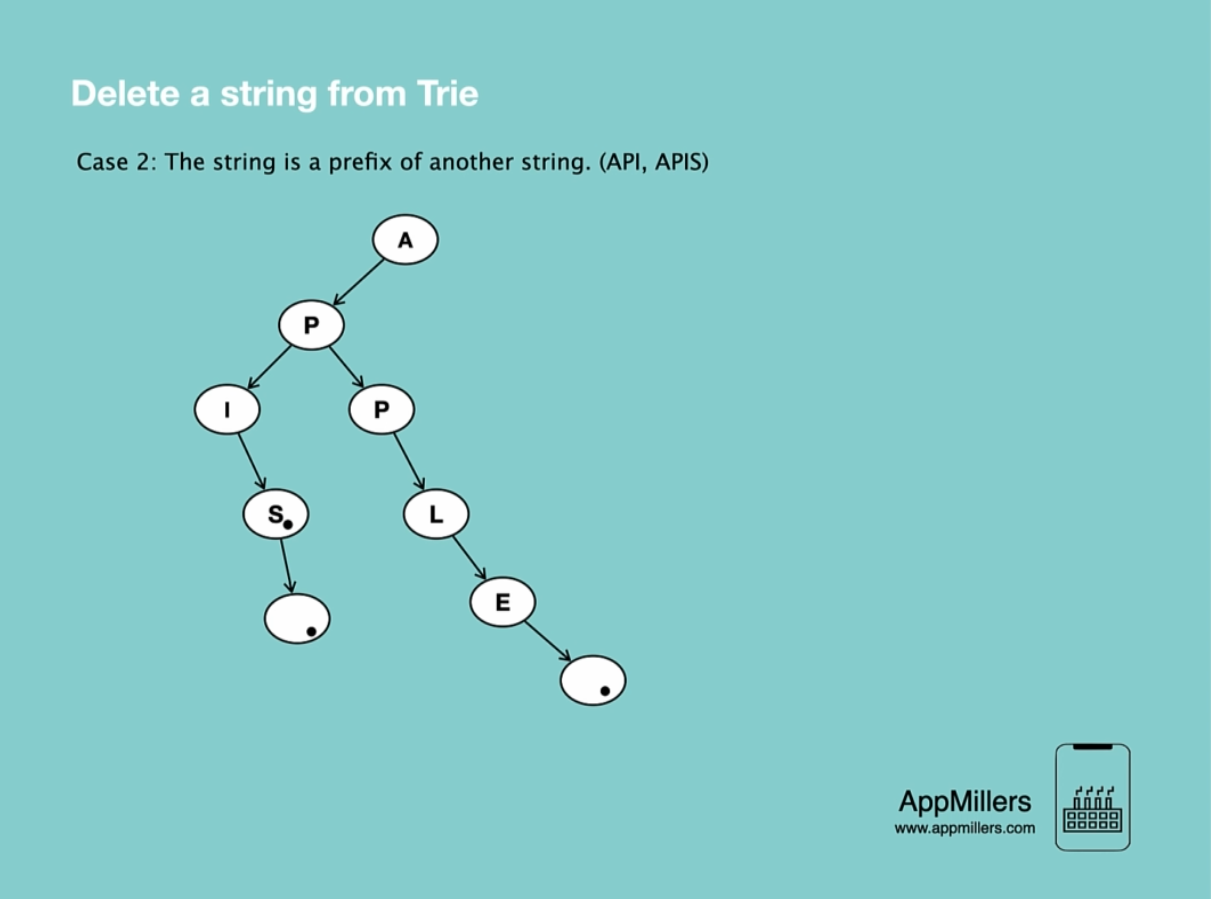 Delete a string from Trie
Case 2: The string is a prefix of another string. (API, APIS)
A
P
I
P
S
L
E
AppMillers
www.appmillers.com